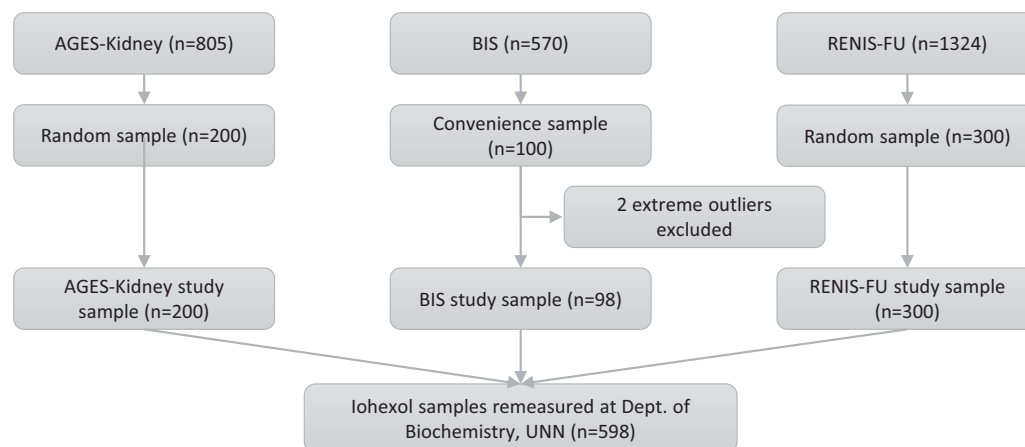 AGES-Kidney (n=805)
BIS (n=570)
RENIS-FU (n=1324)
Random sample (n=200)
Convenience sample
(n=100)
Random sample (n=300)
2 extreme outliers
excluded
AGES-Kidney study
sample (n=200)
BIS study sample (n=98)
RENIS-FU study sample
(n=300)
Iohexol samples remeasured at Dept. of
Biochemistry, UNN (n=598)